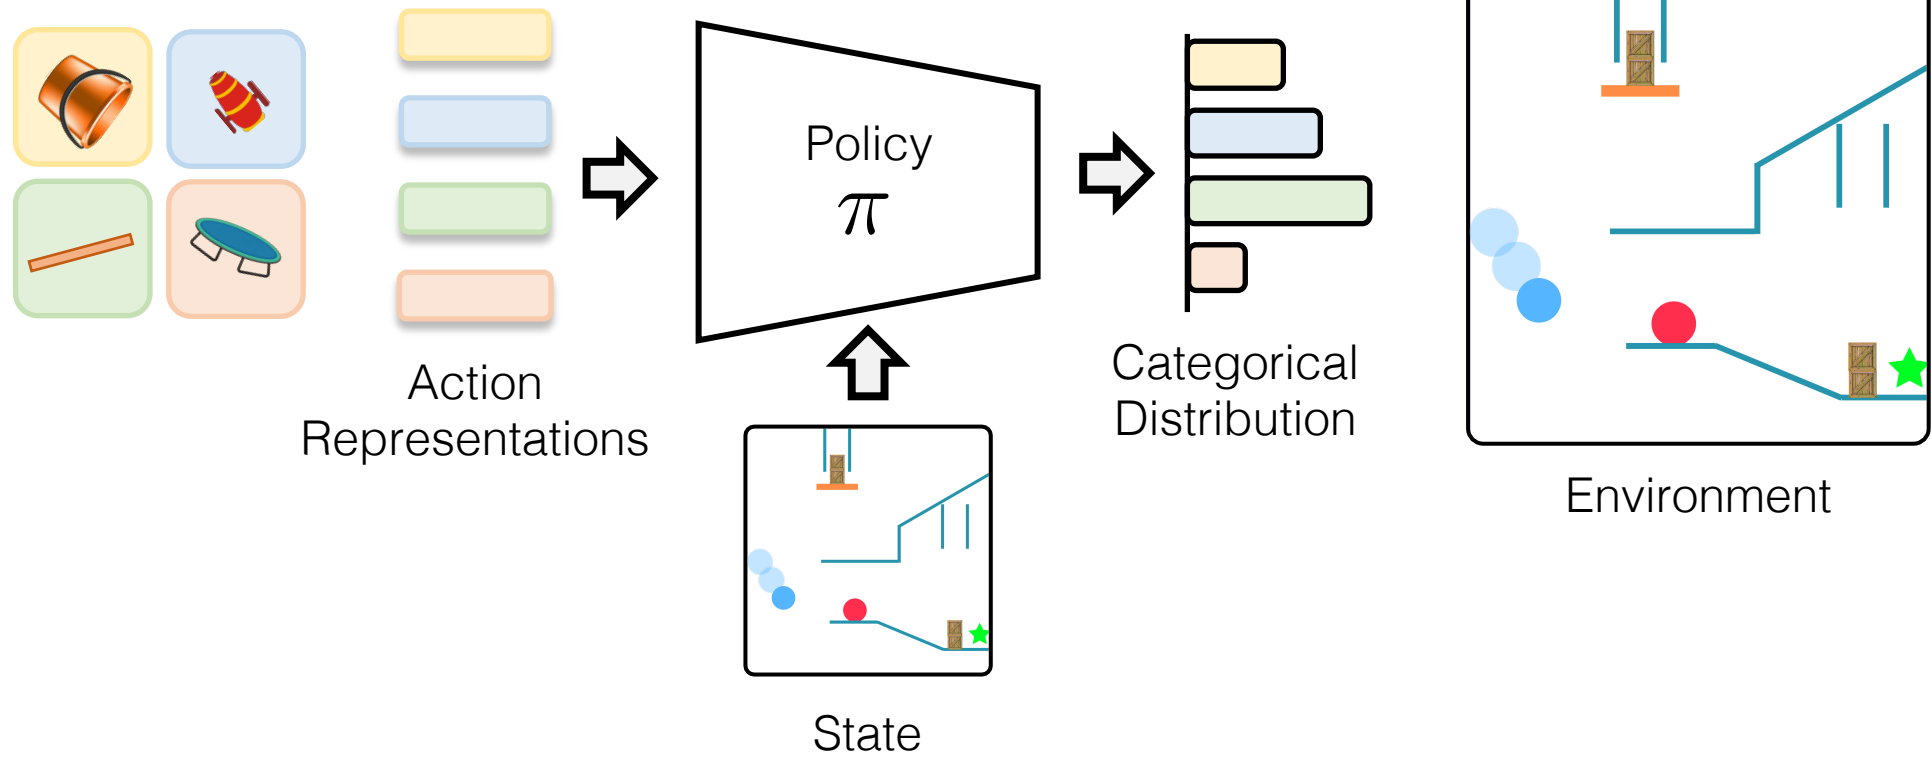 Policy
π
Action
Representations
Categorical
Distribution
Environment
State